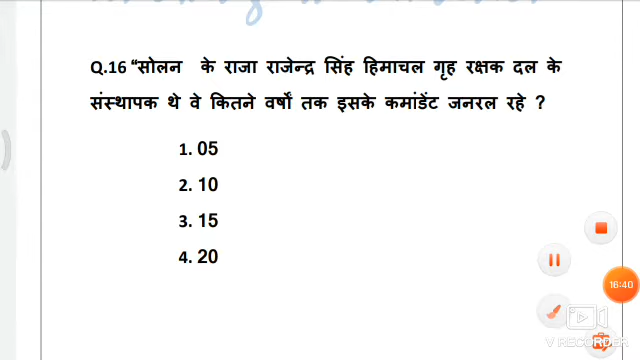 Q.16 “सोलन के राजा राजेन्द्र सिंह हिमाचल गृह रक्षक दल के
संस्थापक थे वे कितने वर्षों तक इसके कमांडेंट जनरल रहे ?
1. 05
2. 10
3. 15
4. 20
16:40
V RECORDER